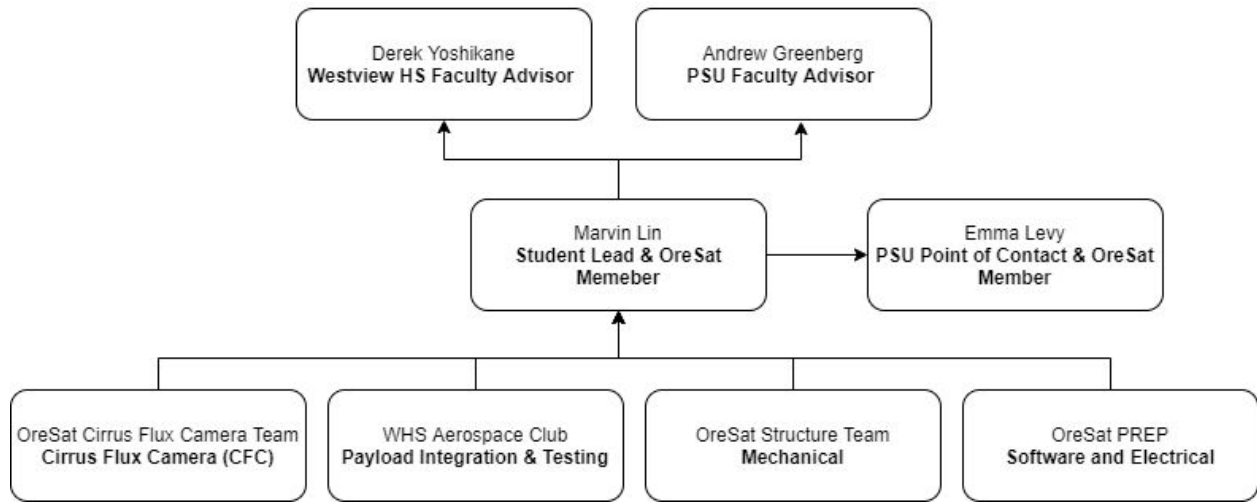 Derek Yoshikane
Westview HS Faculty Advisor
Andrew Greenberg
PSU Faculty Advisor
Marvin Lin
Student Lead & OreSat
Memeber
Emma Levy
PSU Point of Contact & OreSat
Member
OreSat Cirrus Flux Camera Team
Cirrus Flux Camera (CFC)
WHS Aerospace Club
Payload Integration & Testing
OreSat Structure Team
Mechanical
OreSat PREP
Software and Electrical